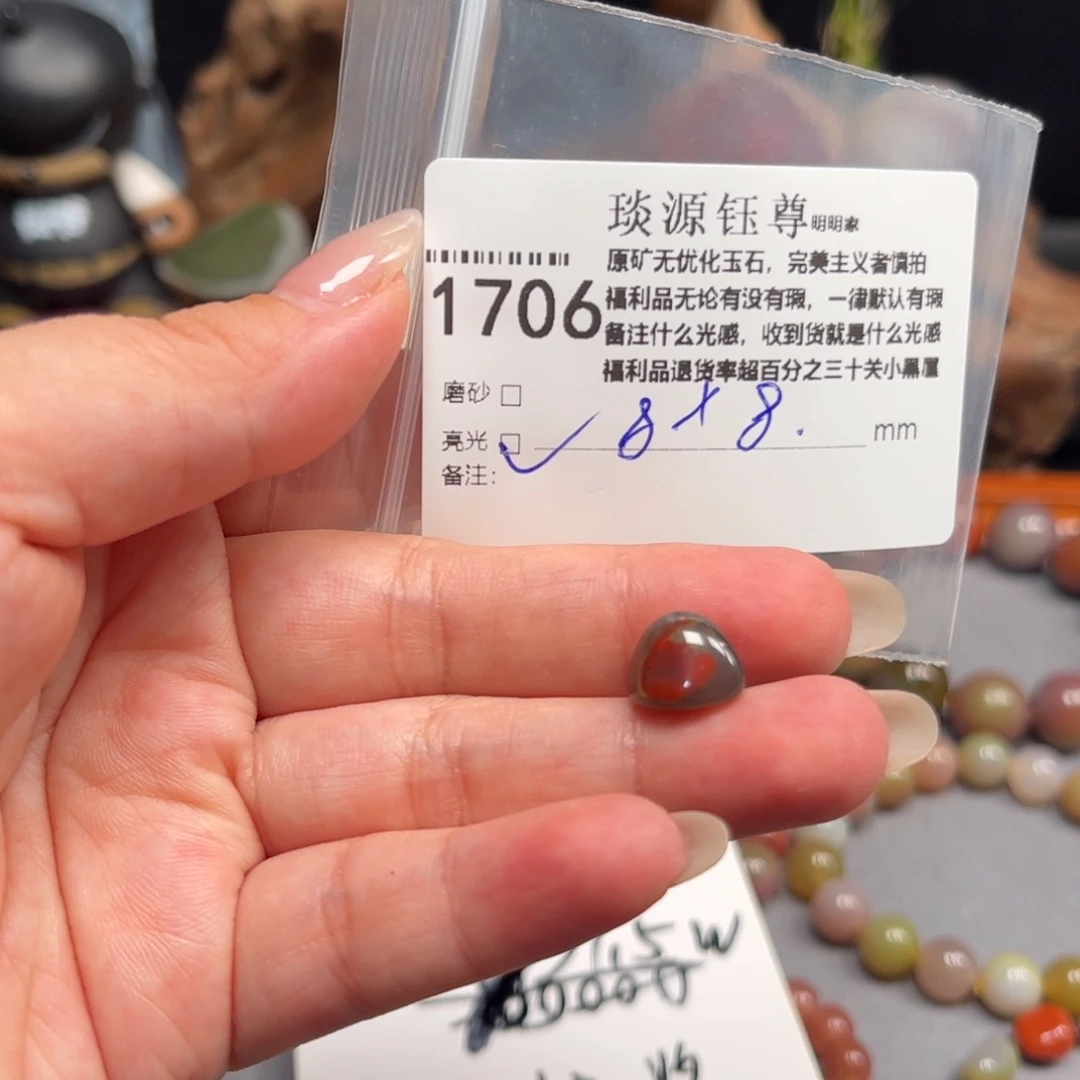 琰源钰尊明明家
原矿无优化玉石，完美主义者慎拍
1706
福利品无论有没有瑕，一律默认有瑕
备注什么光感，收到货就是什么光感
福利品退货率超百分之三十关小黑屋
磨砂 □
亮光 □ ✓ 8×8. mm
备注：